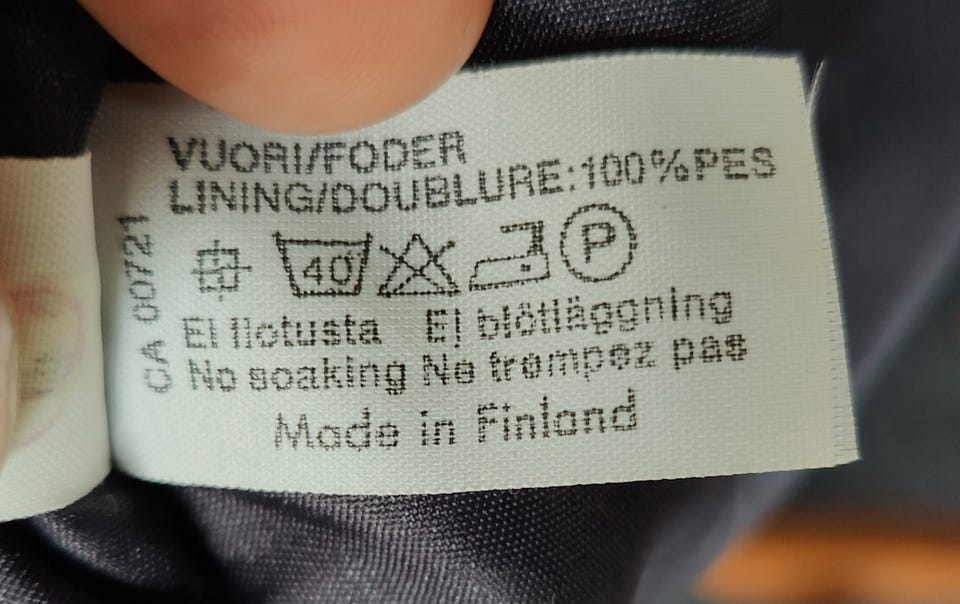 VUORI/FODER
LINING/DOUBLURE:100%PES
40 P
Ei liotusta Ej blötläggning
No soaking Ne trempez pas
Made in Finland
CA 00721